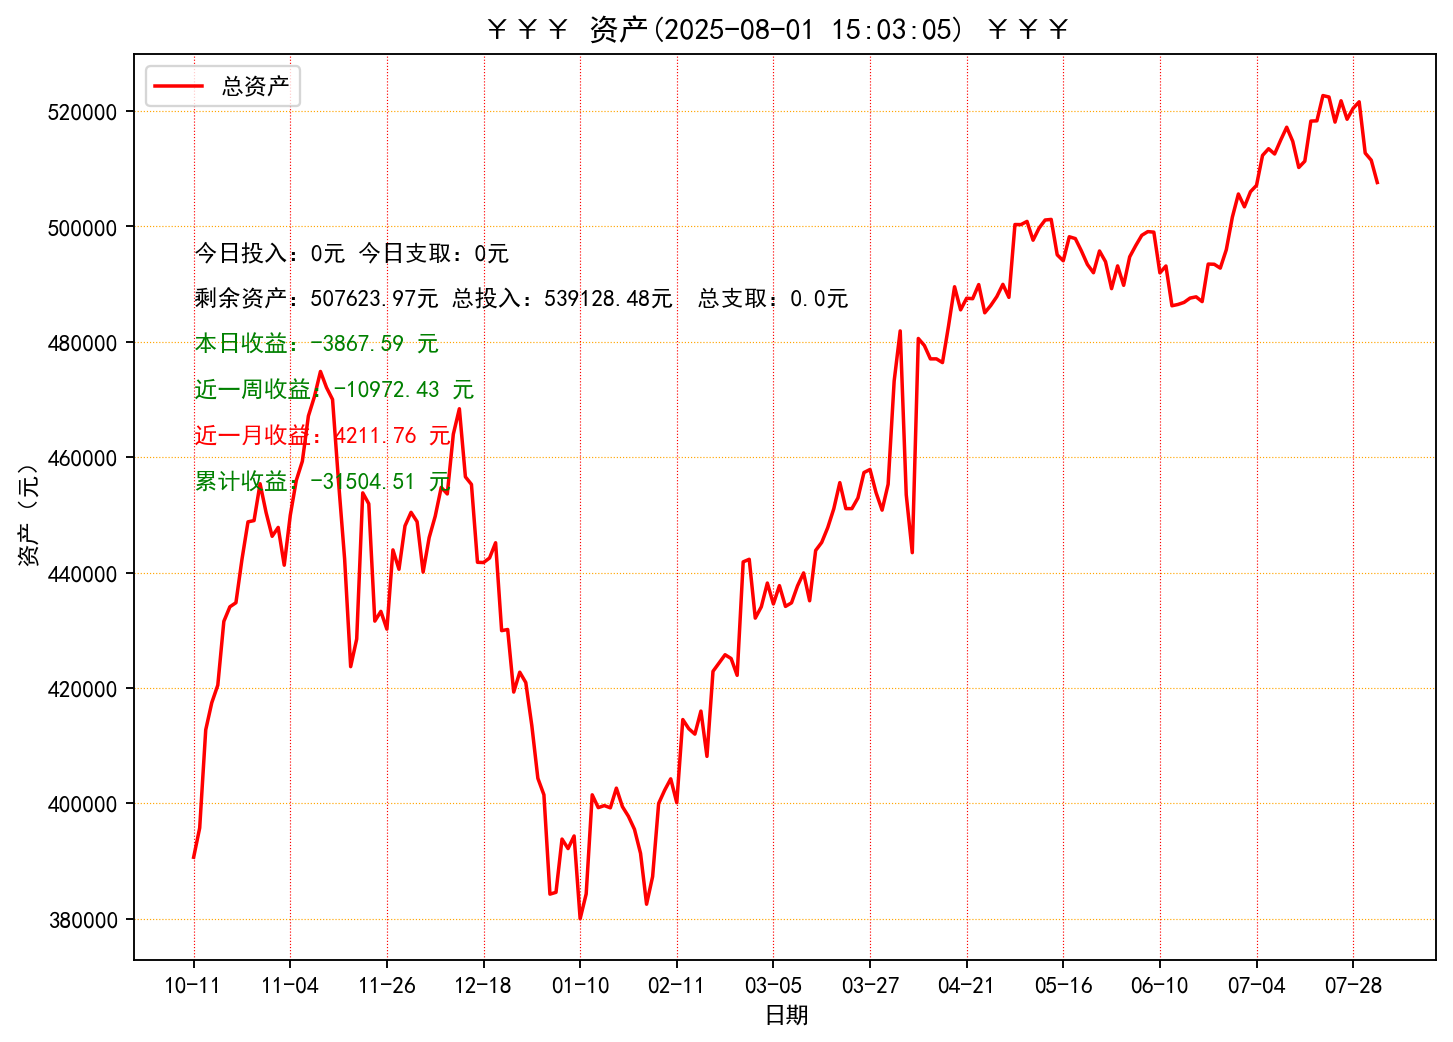 ￥￥￥ 资产(2025-08-01 15:03:05) ￥￥￥
总资产
520000
500000
480000
460000
440000
420000
400000
380000
资产（元）
今日投入：0元 今日支取：0元
剩余资产：507623.97元 总投入：539128.48元 总支取：0.0元
本日收益：-3867.59 元
近一周收益：-10972.43 元
近一月收益：4211.76 元
累计收益：-31504.51 元
10-11 11-04 11-26 12-18 01-10 02-11 03-05 03-27 04-21 05-16 06-10 07-04 07-28
日期